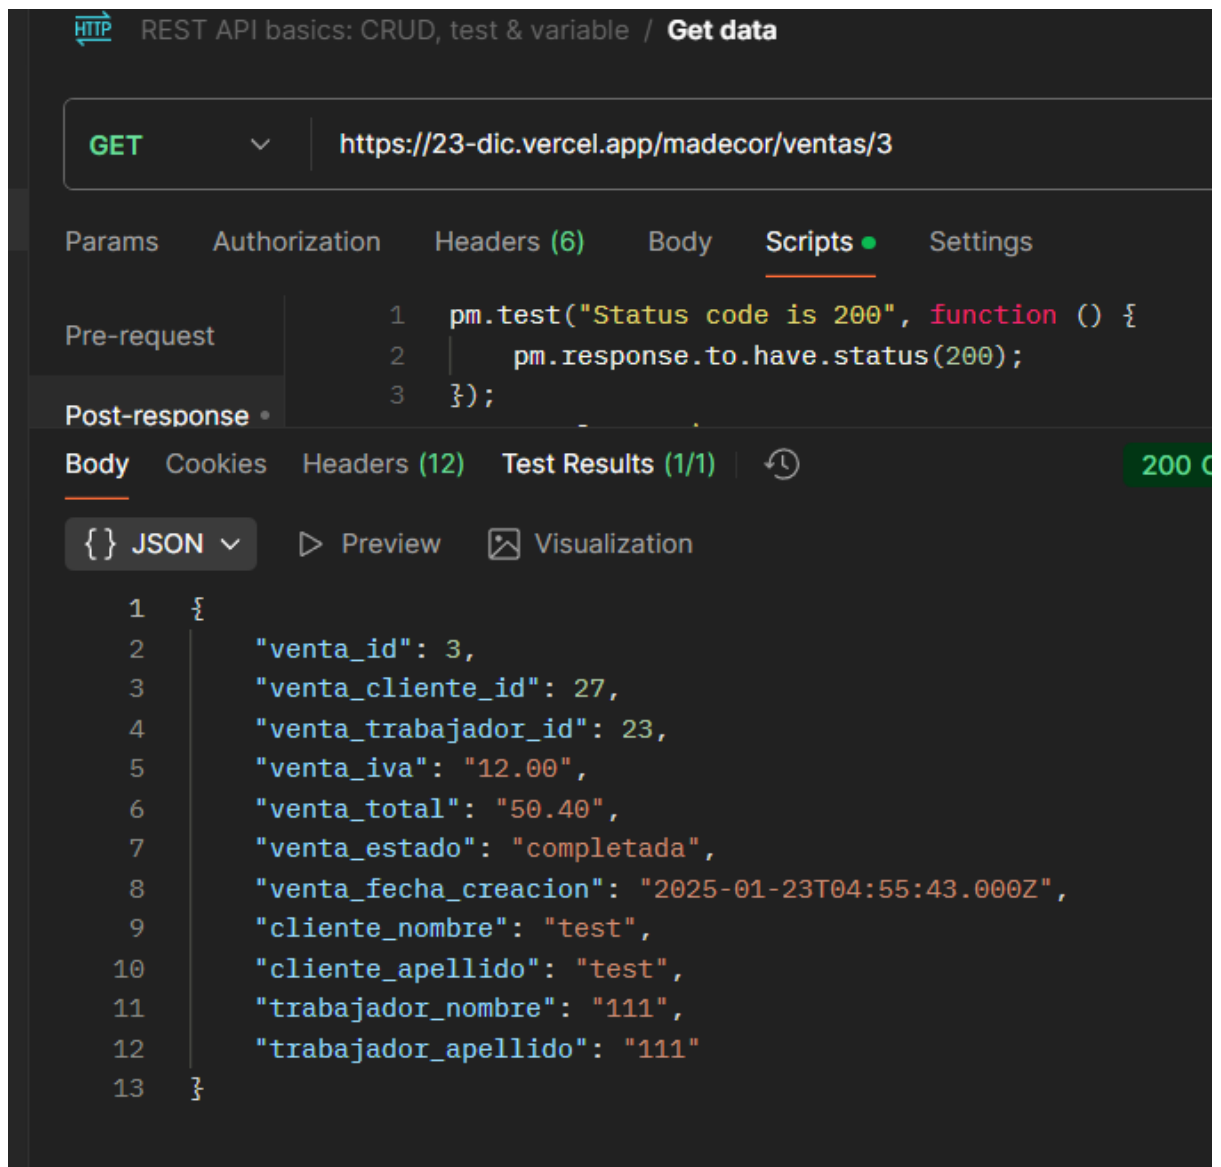 HTTP REST API basics: CRUD, test & variable / Get data
GET https://23-dic.vercel.app/madecor/ventas/3
Params Authorization Headers (6) Body Scripts Settings
Pre-request
Post-response
1 pm.test("Status code is 200", function () {
2 pm.response.to.have.status(200);
3 });
Body Cookies Headers (12) Test Results (1/1) 200
{} JSON Preview Visualization
1 {
2 "venta_id": 3,
3 "venta_cliente_id": 27,
4 "venta_trabajador_id": 23,
5 "venta_iva": "12.00",
6 "venta_total": "50.40",
7 "venta_estado": "completada",
8 "venta_fecha_creacion": "2025-01-23T04:55:43.000Z",
9 "cliente_nombre": "test",
10 "cliente_apellido": "test",
11 "trabajador_nombre": "111",
12 "trabajador_apellido": "111"
13 }